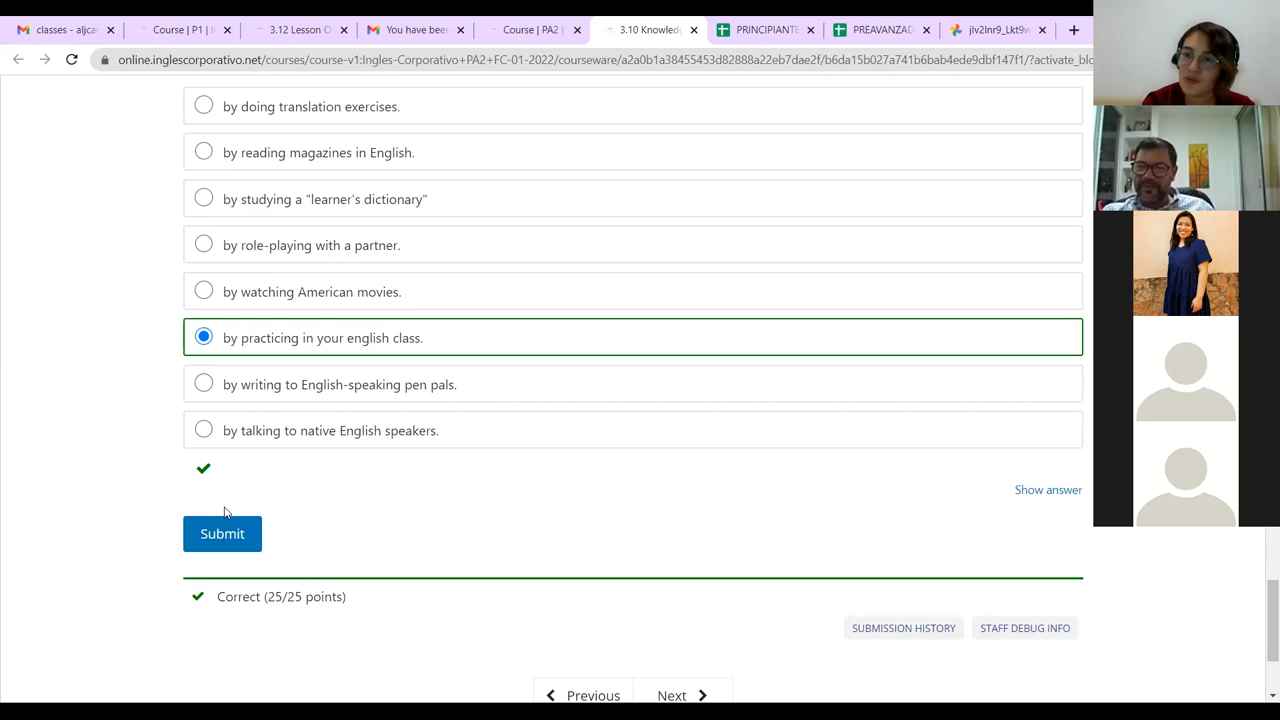 classes - aljca
Course | P1 |
3.12 Lesson O
You have been
Course | PA2 |
3.10 Knowledg
PRINCIPIANTE
PREAVANZAD
online.inglescorporativo.net/courses/course-v1:Ingles-Corporativo+PA2+FC-01-2022/courseware/a2a0b1a38455453d82888a22eb7dae2f/b6da15b027a741b6bab4ede9dbf147f1/?activate_blo
by doing translation exercises.
by reading magazines in English.
by studying a "learner's dictionary"
by role-playing with a partner.
by watching American movies.
by practicing in your english class.
by writing to English-speaking pen pals.
by talking to native English speakers.
Show answer
Submit
Correct (25/25 points)
SUBMISSION HISTORY
STAFF DEBUG INFO
Previous
Next